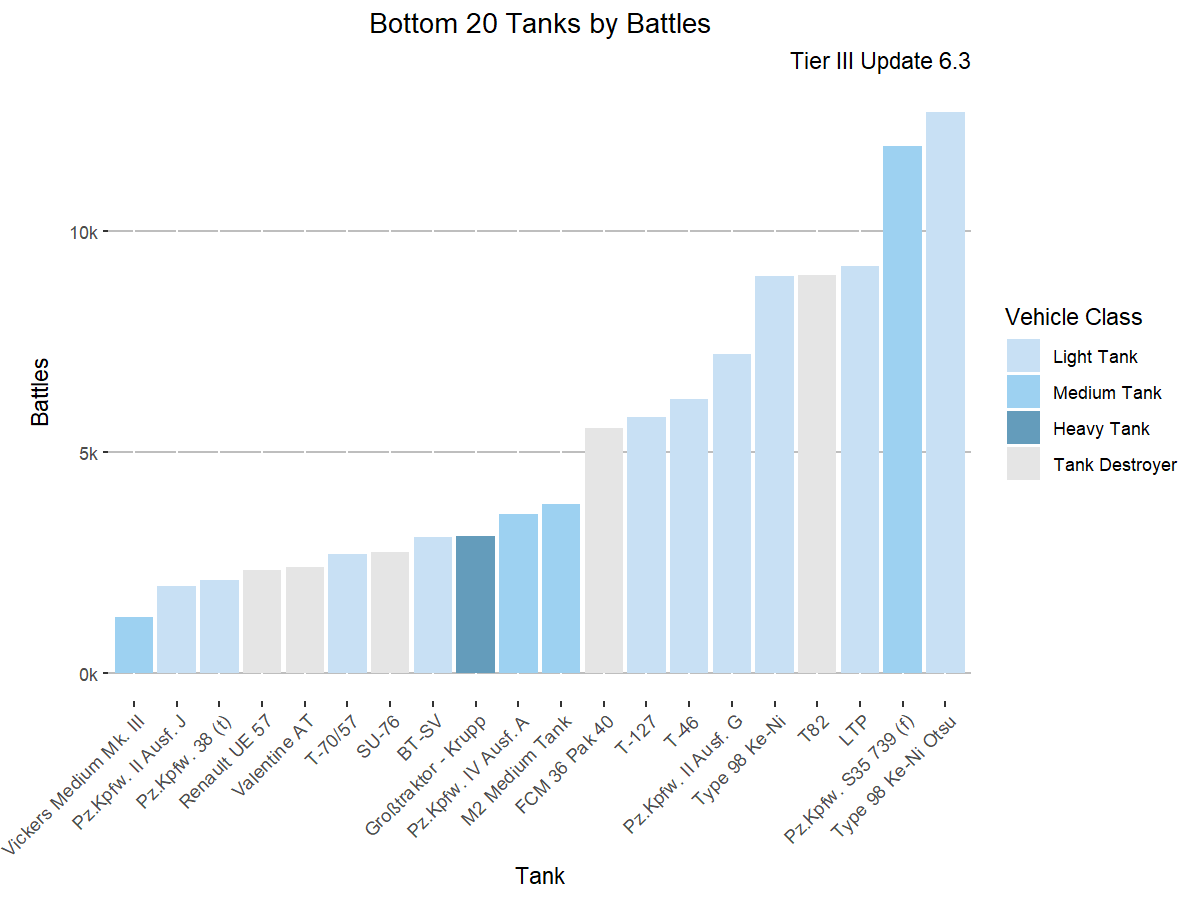 Bottom 20 Tanks by Battles
Tier III Update 6.3
10k
5k
0k
Battles
Vickers Medium Mk. III
Pz.Kpfw. II Ausf. J
Pz.Kpfw. 38 (t)
Renault UE 57
Valentine AT
T-70/57
SU-76
BT-SV
Großtraktor - Krupp
Pz.Kpfw. IV Ausf. A
M2 Medium Tank
FCM 36 Pak 40
T-127
T-46
Pz.Kpfw. II Ausf. G
Type 98 Ke-Ni
T82
LTP
Pz.Kpfw. S35 739 (f)
Type 98 Ke-Ni Otsu
Tank
Vehicle Class
Light Tank
Medium Tank
Heavy Tank
Tank Destroyer